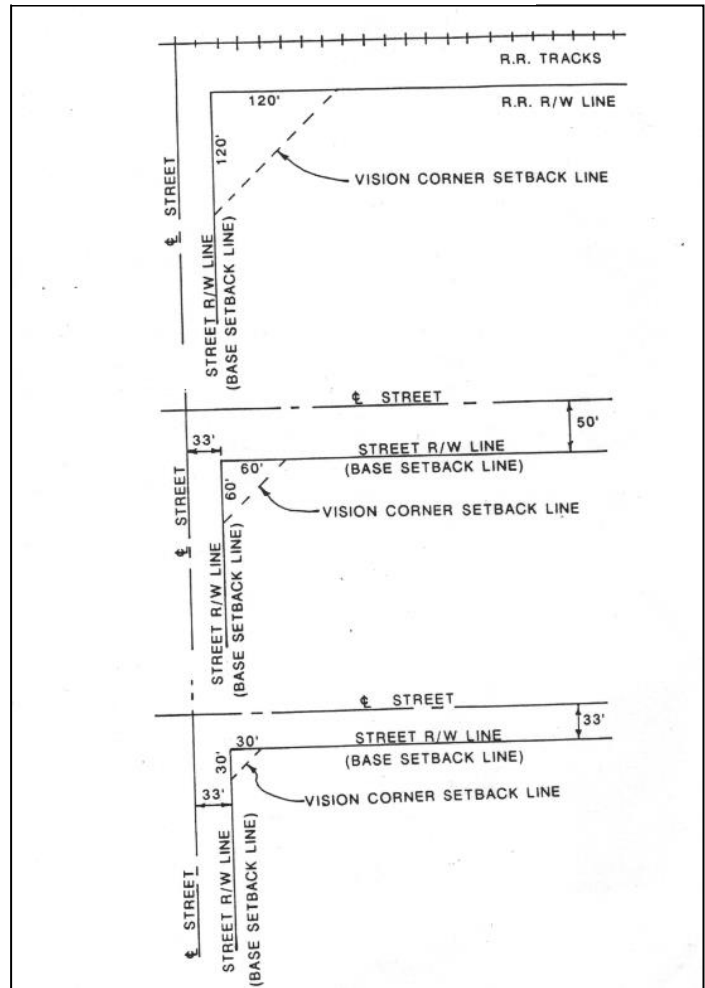 R.R. TRACKS
120'
R.R. R/W LINE
120'
VISION CORNER SETBACK LINE
℄ STREET
STREET R/W LINE
(BASE SETBACK LINE)
℄ STREET
50'
33'
STREET R/W LINE
(BASE SETBACK LINE)
60'
60'
VISION CORNER SETBACK LINE
℄ STREET
STREET R/W LINE
(BASE SETBACK LINE)
℄ STREET
33'
30'
STREET R/W LINE
(BASE SETBACK LINE)
30'
33'
VISION CORNER SETBACK LINE
℄ STREET
STREET R/W LINE
(BASE SETBACK LINE)